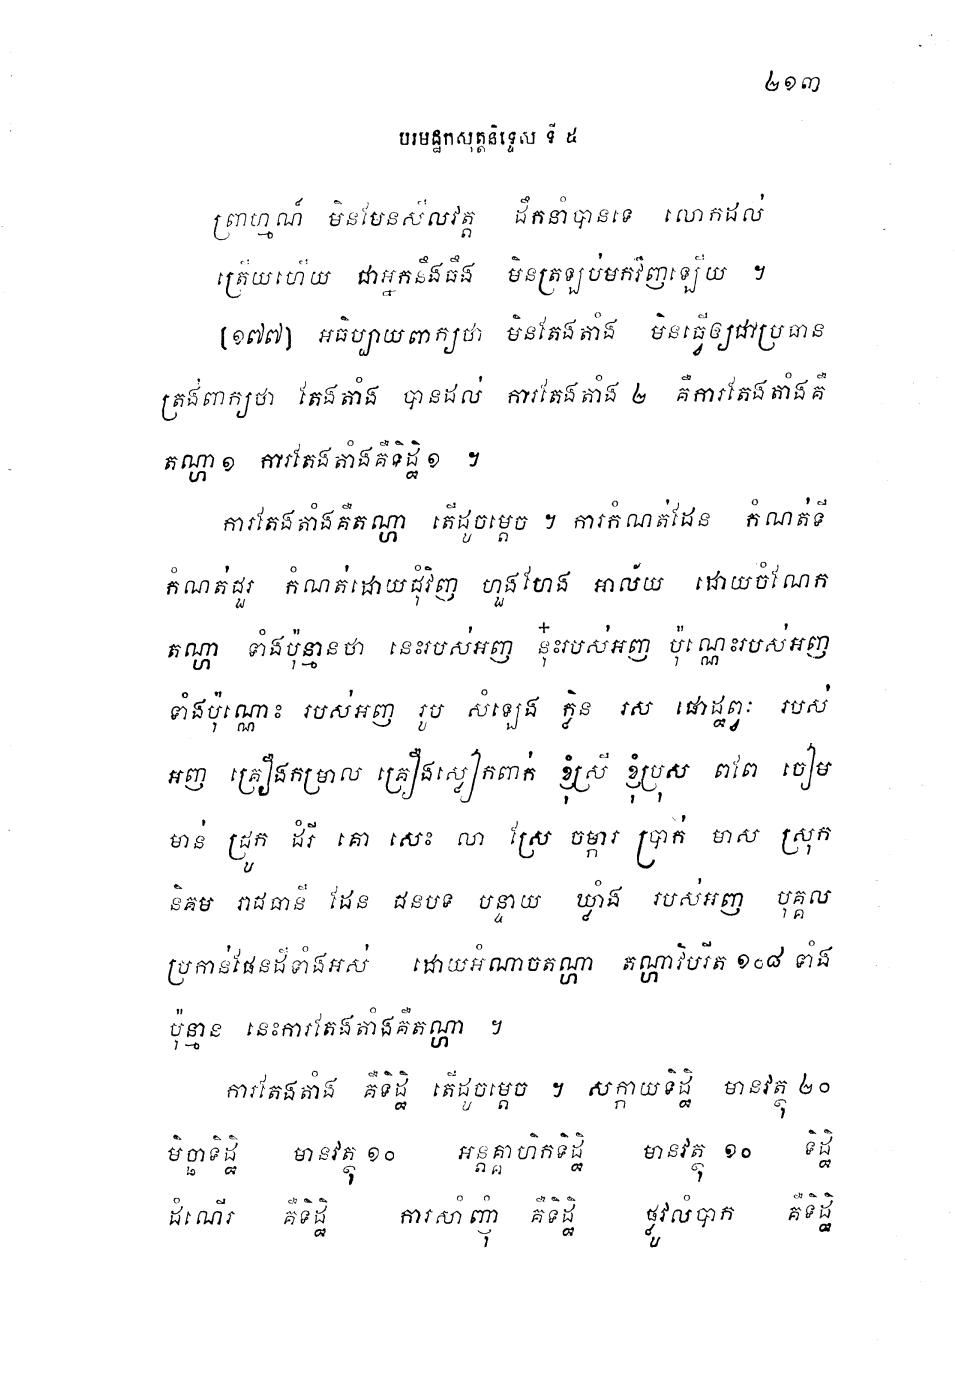 ២១៣
បរមដ្ឋកសុត្តនិទ្ទេស ទី ៥
ព្រាហ្មណ៍ មិនមែនសីលវត្ត ដឹកនាំបានទេ លោកដល់
ត្រើយហើយ ជាអ្នកនឹងធឹង មិនត្រឡប់មកវិញឡើយ ។
[១៧៧] អធិប្បាយពាក្យថា មិនតែងតាំង មិនធ្វើឲ្យជាប្រធាន
ត្រង់ពាក្យថា តែងតាំង បានដល់ ការតែងតាំង ២ គឺការតែងតាំងគឺ
តណ្ហា ១ ការតែងតាំងគឺទិដ្ឋិ ១ ។
ការតែងតាំងគឺតណ្ហា តើដូចម្តេច ។ ការកំណត់ដែន កំណត់ទី
កំណត់ដួរ កំណត់ដោយជុំវិញ ហួងហែង អាល័យ ដោយចំណែក
តណ្ហា ទាំងប៉ុន្មានថា នេះរបស់អញ នុ៎ះរបស់អញ ប៉ុណ្ណេះរបស់អញ
ទាំងប៉ុណ្ណោះ របស់អញ រូប សំឡេង ក្លិន រស ផោដ្ឋព្វៈ របស់
អញ គ្រឿងកម្រាល គ្រឿងស្លៀកពាក់ ខ្ញុំស្រី ខ្ញុំប្រុស ពពែ ចៀម
មាន់ ជ្រូក ដំរី គោ សេះ លា ស្រែ ចម្ការ ប្រាក់ មាស ស្រុក
និគម រាជធានី ដែន ជនបទ បន្ទាយ ឃ្លាំង របស់អញ បុគ្គល
ប្រកាន់ផែនដីទាំងអស់ ដោយអំណាចតណ្ហា តណ្ហាវិបរីត ១០៨ ទាំង
ប៉ុន្មាន នេះការតែងតាំងគឺតណ្ហា ។
ការតែងតាំង គឺទិដ្ឋិ តើដូចម្តេច ។ សក្កាយទិដ្ឋិ មានវត្ថុ ២០
មិច្ឆាទិដ្ឋិ មានវត្ថុ ១០ អន្តគ្គាហិកទិដ្ឋិ មានវត្ថុ ១០ ទិដ្ឋិ
ដំណើរ គឺទិដ្ឋិ ការសាំញ៉ាំ គឺទិដ្ឋិ ផ្លូវលំបាក គឺទិដ្ឋិ